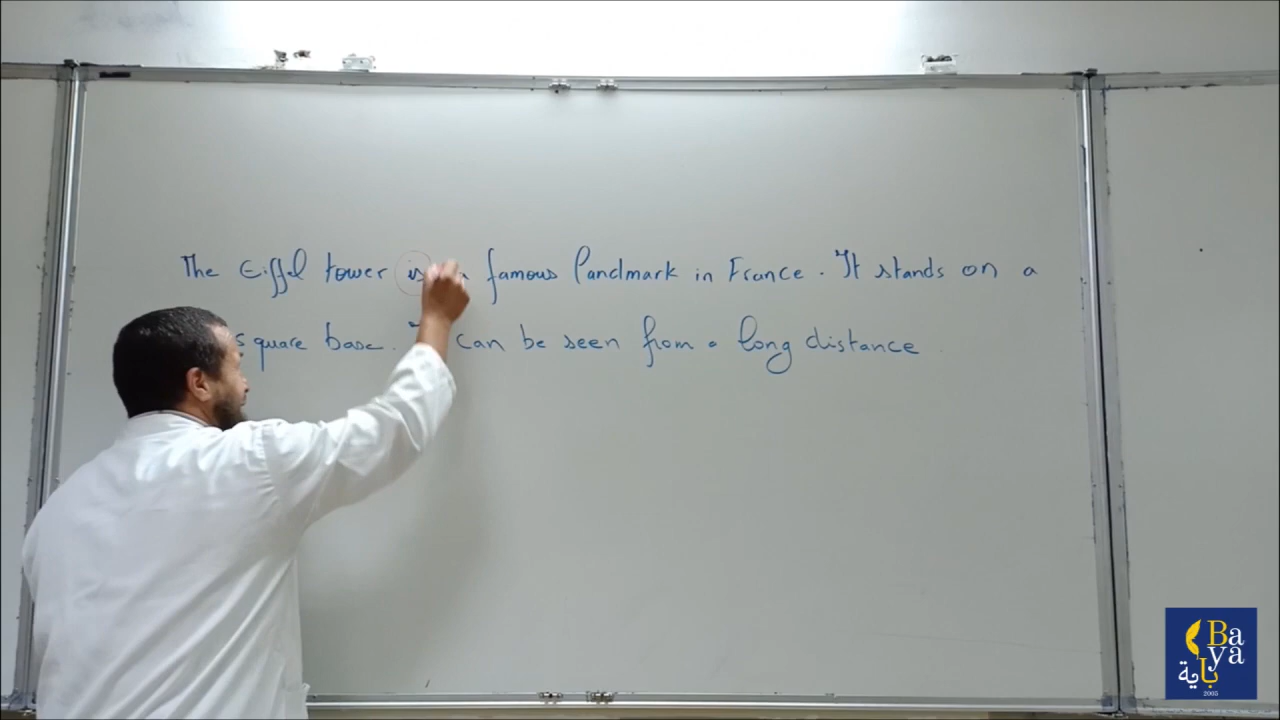 The Eiffel tower is a famous landmark in France. It stands on a
square base. It can be seen from a long distance
Ba
ya
باية
2005